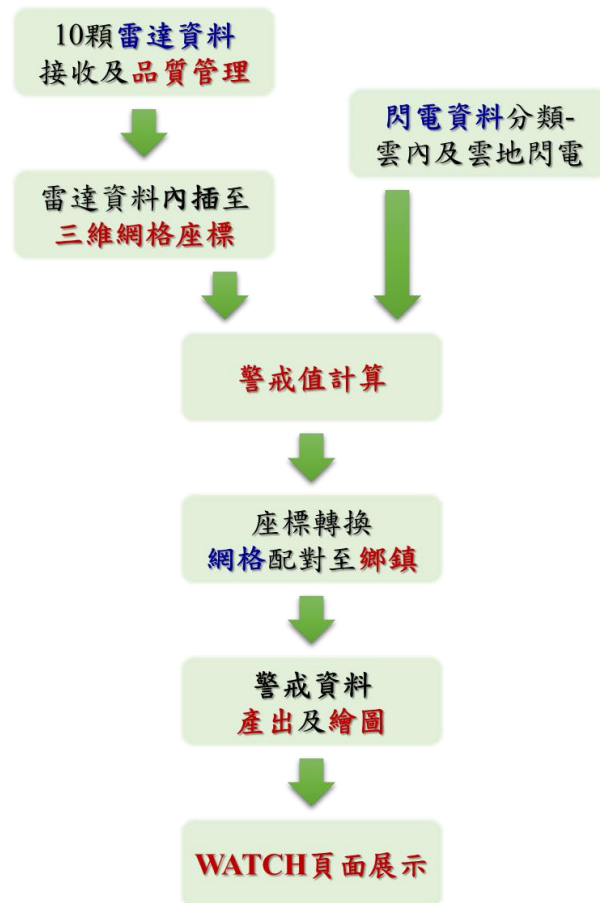 10顆雷達資料
接收及品質管理
閃電資料分類-
雲內及雲地閃電
雷達資料內插至
三維網格座標
警戒值計算
座標轉換
網格配對至鄉鎮
警戒資料
產出及繪圖
WATCH頁面展示